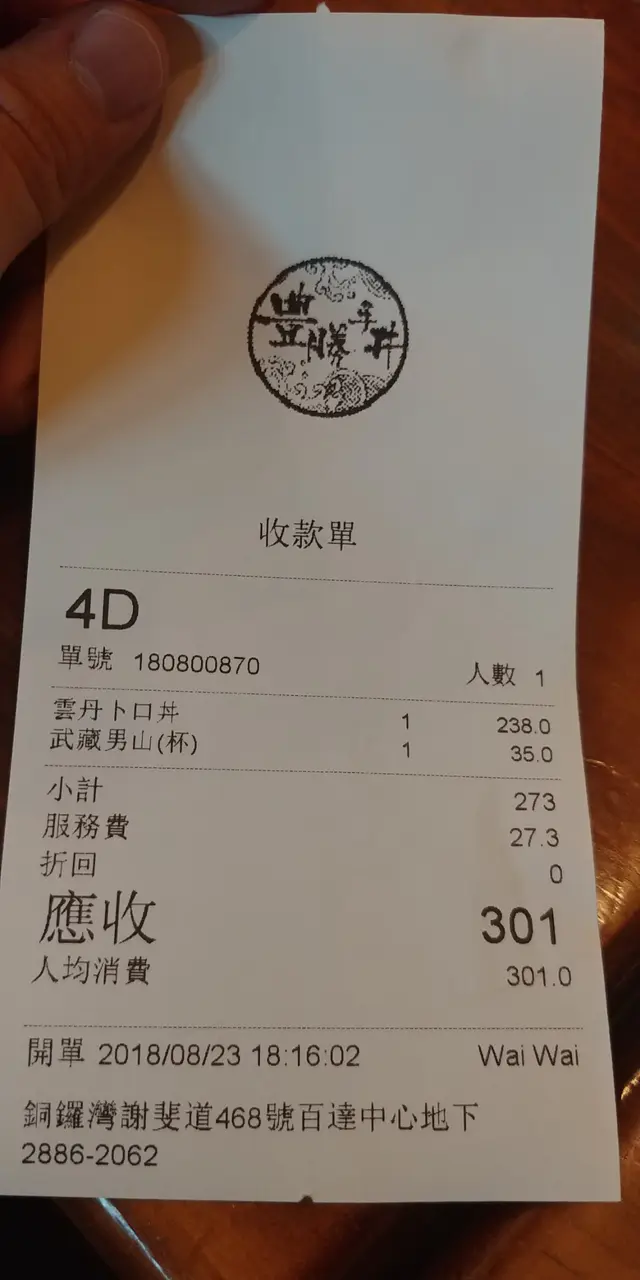 豊勝手丼
收款單
4D
單號 180800870 人數 1
雲丹卜口丼 1 238.0
武藏男山(杯) 1 35.0
小計 273
服務費 27.3
折回 0
應收 301
人均消費 301.0
開單 2018/08/23 18:16:02 Wai Wai
銅鑼灣謝斐道468號百達中心地下
2886-2062